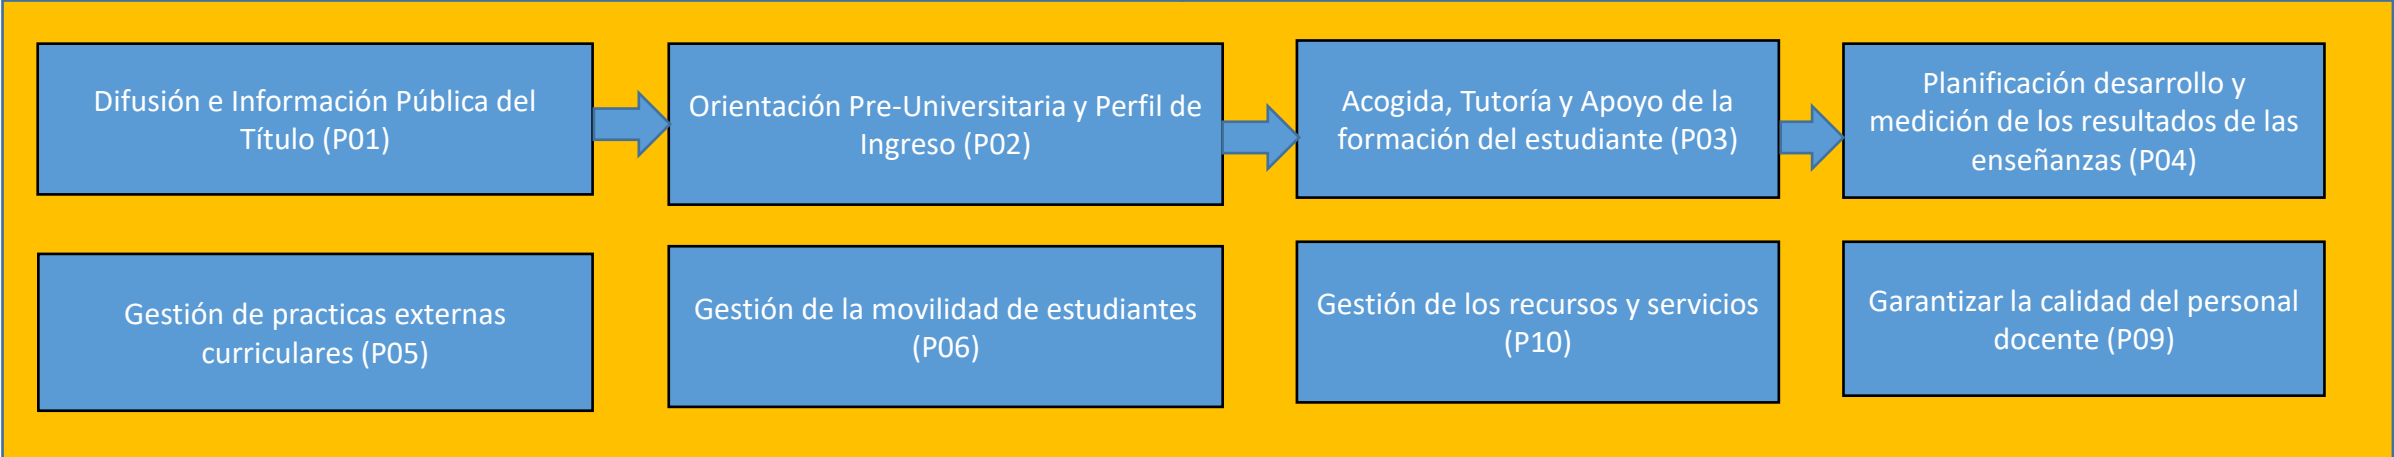 Difusión e Información Pública del
Título (P01)
Orientación Pre-Universitaria y Perfil de
Ingreso (P02)
Acogida, Tutoría y Apoyo de la
formación del estudiante (P03)
Planificación desarrollo y
medición de los resultados de las
enseñanzas (P04)
Gestión de practicas externas
curriculares (P05)
Gestión de la movilidad de estudiantes
(P06)
Gestión de los recursos y servicios
(P10)
Garantizar la calidad del personal
docente (P09)